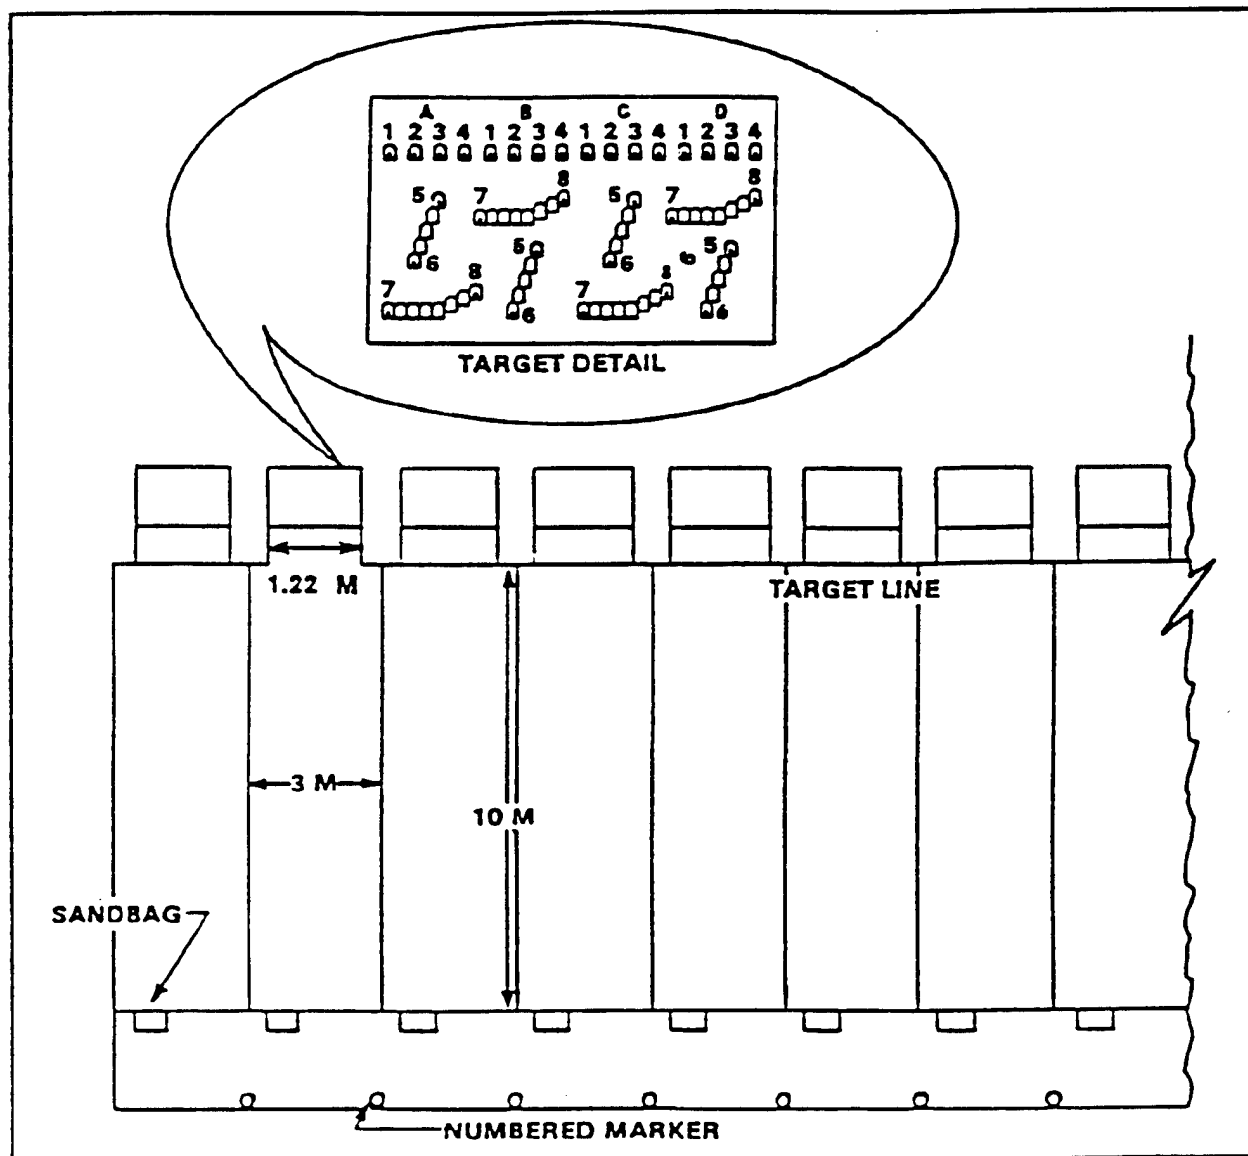 A B C D
1 2 3 4 1 2 3 4 1 2 3 4 1 2 3 4
5 7 8 5 7 8
6 5 6 6 5
7 8 7 8
6 6
TARGET DETAIL
1.22 M
TARGET LINE
3 M
10 M
SANDBAG
NUMBERED MARKER